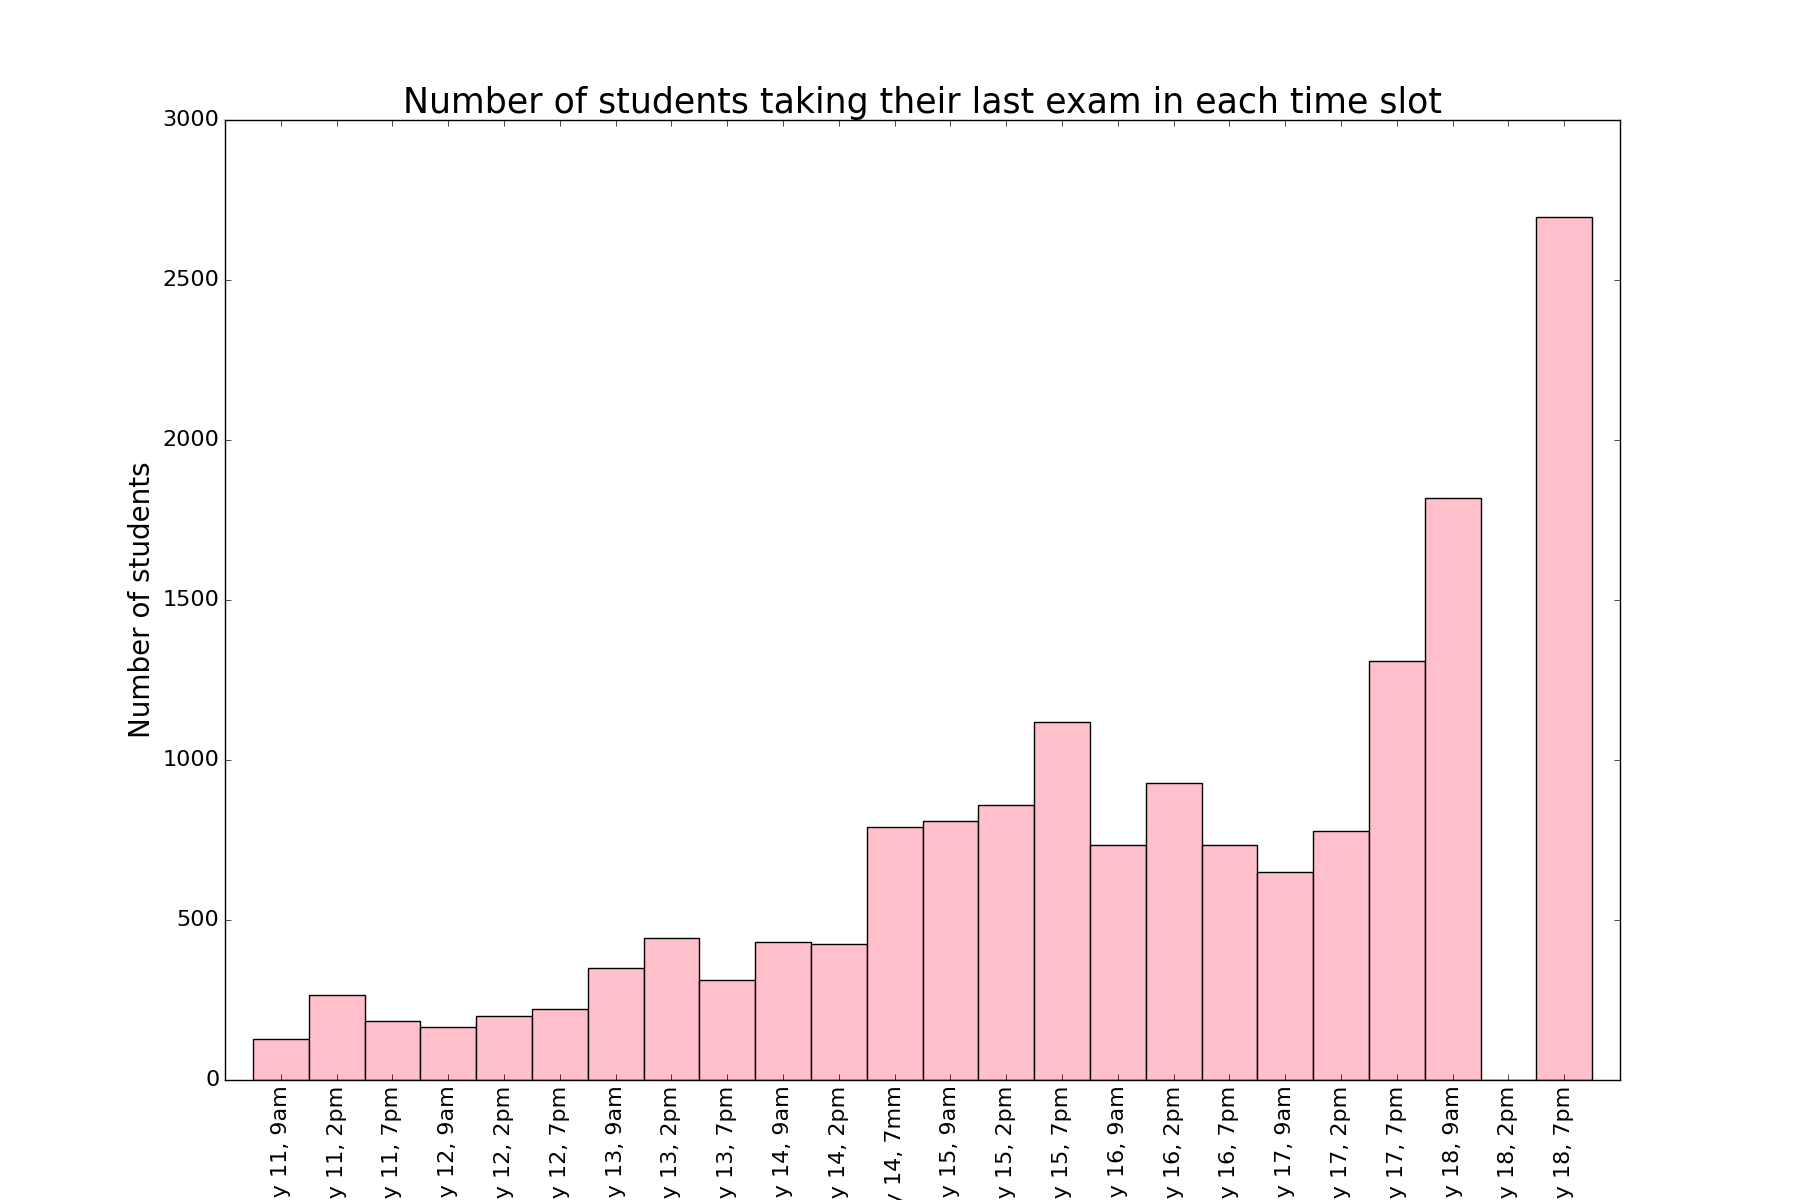 Number of students taking their last exam in each time slot
Number of students
3000
2500
2000
1500
1000
500
0
y 11, 9am
y 11, 2pm
y 11, 7pm
y 12, 9am
y 12, 2pm
y 12, 7pm
y 13, 9am
y 13, 2pm
y 13, 7pm
y 14, 9am
y 14, 2pm
y 14, 7mm
y 15, 9am
y 15, 2pm
y 15, 7pm
y 16, 9am
y 16, 2pm
y 16, 7pm
y 17, 9am
y 17, 2pm
y 17, 7pm
y 18, 9am
y 18, 2pm
y 18, 7pm